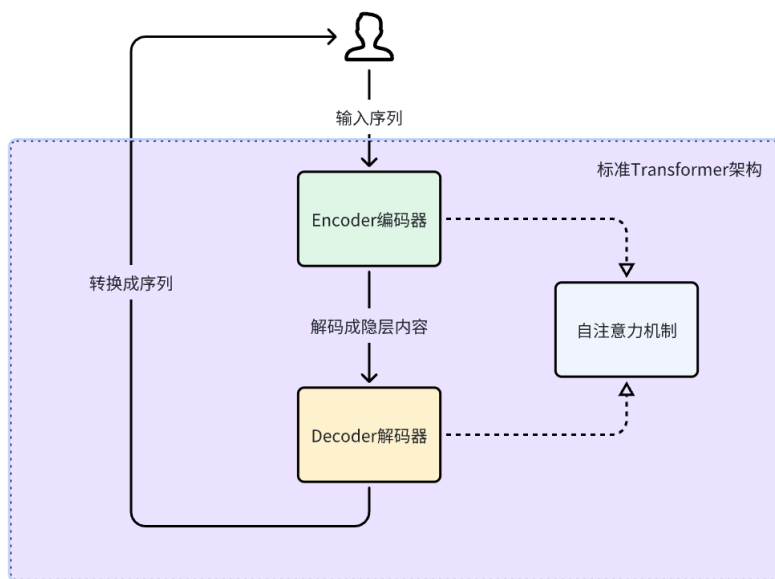 输入序列
标准Transformer架构
Encoder编码器
转换成序列
解码成隐层内容
自注意力机制
Decoder解码器